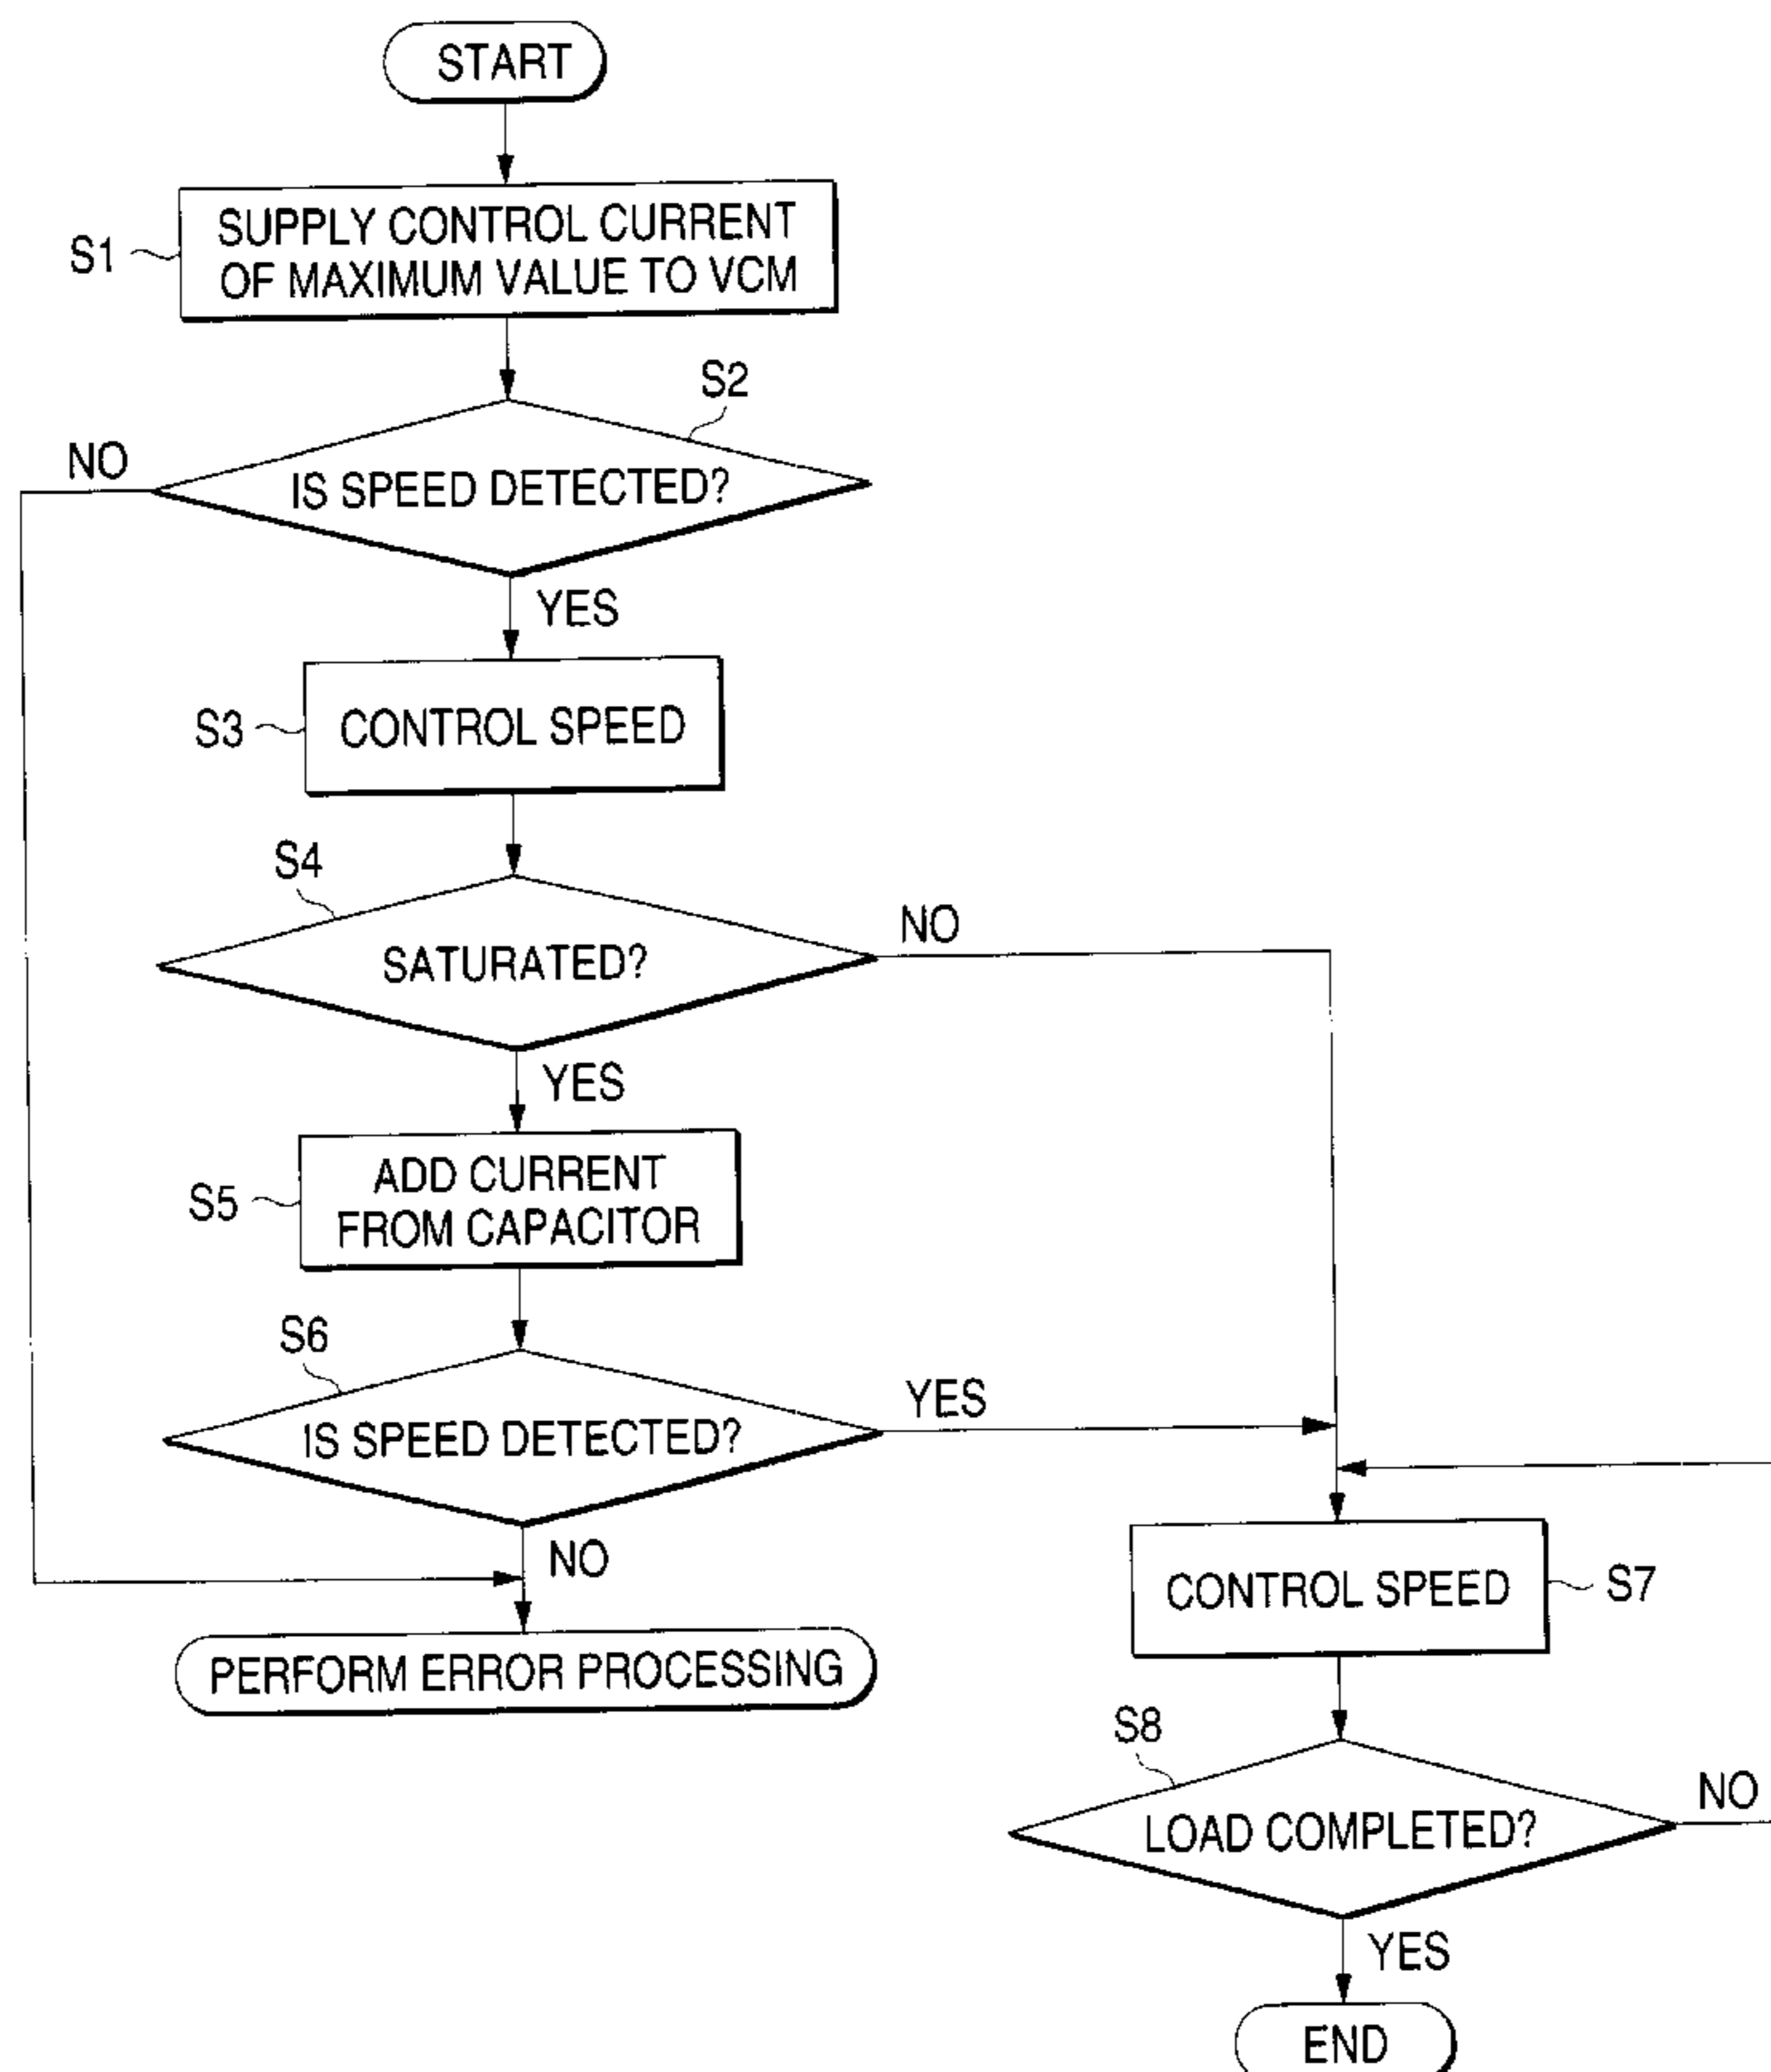 START
S1
SUPPLY CONTROL CURRENT
OF MAXIMUM VALUE TO VCM
S2
NO
IS SPEED DETECTED?
YES
S3
CONTROL SPEED
S4
NO
SATURATED?
YES
S5
ADD CURRENT
FROM CAPACITOR
S6
YES
IS SPEED DETECTED?
NO
PERFORM ERROR PROCESSING
CONTROL SPEED
S7
S8
NO
LOAD COMPLETED?
YES
END